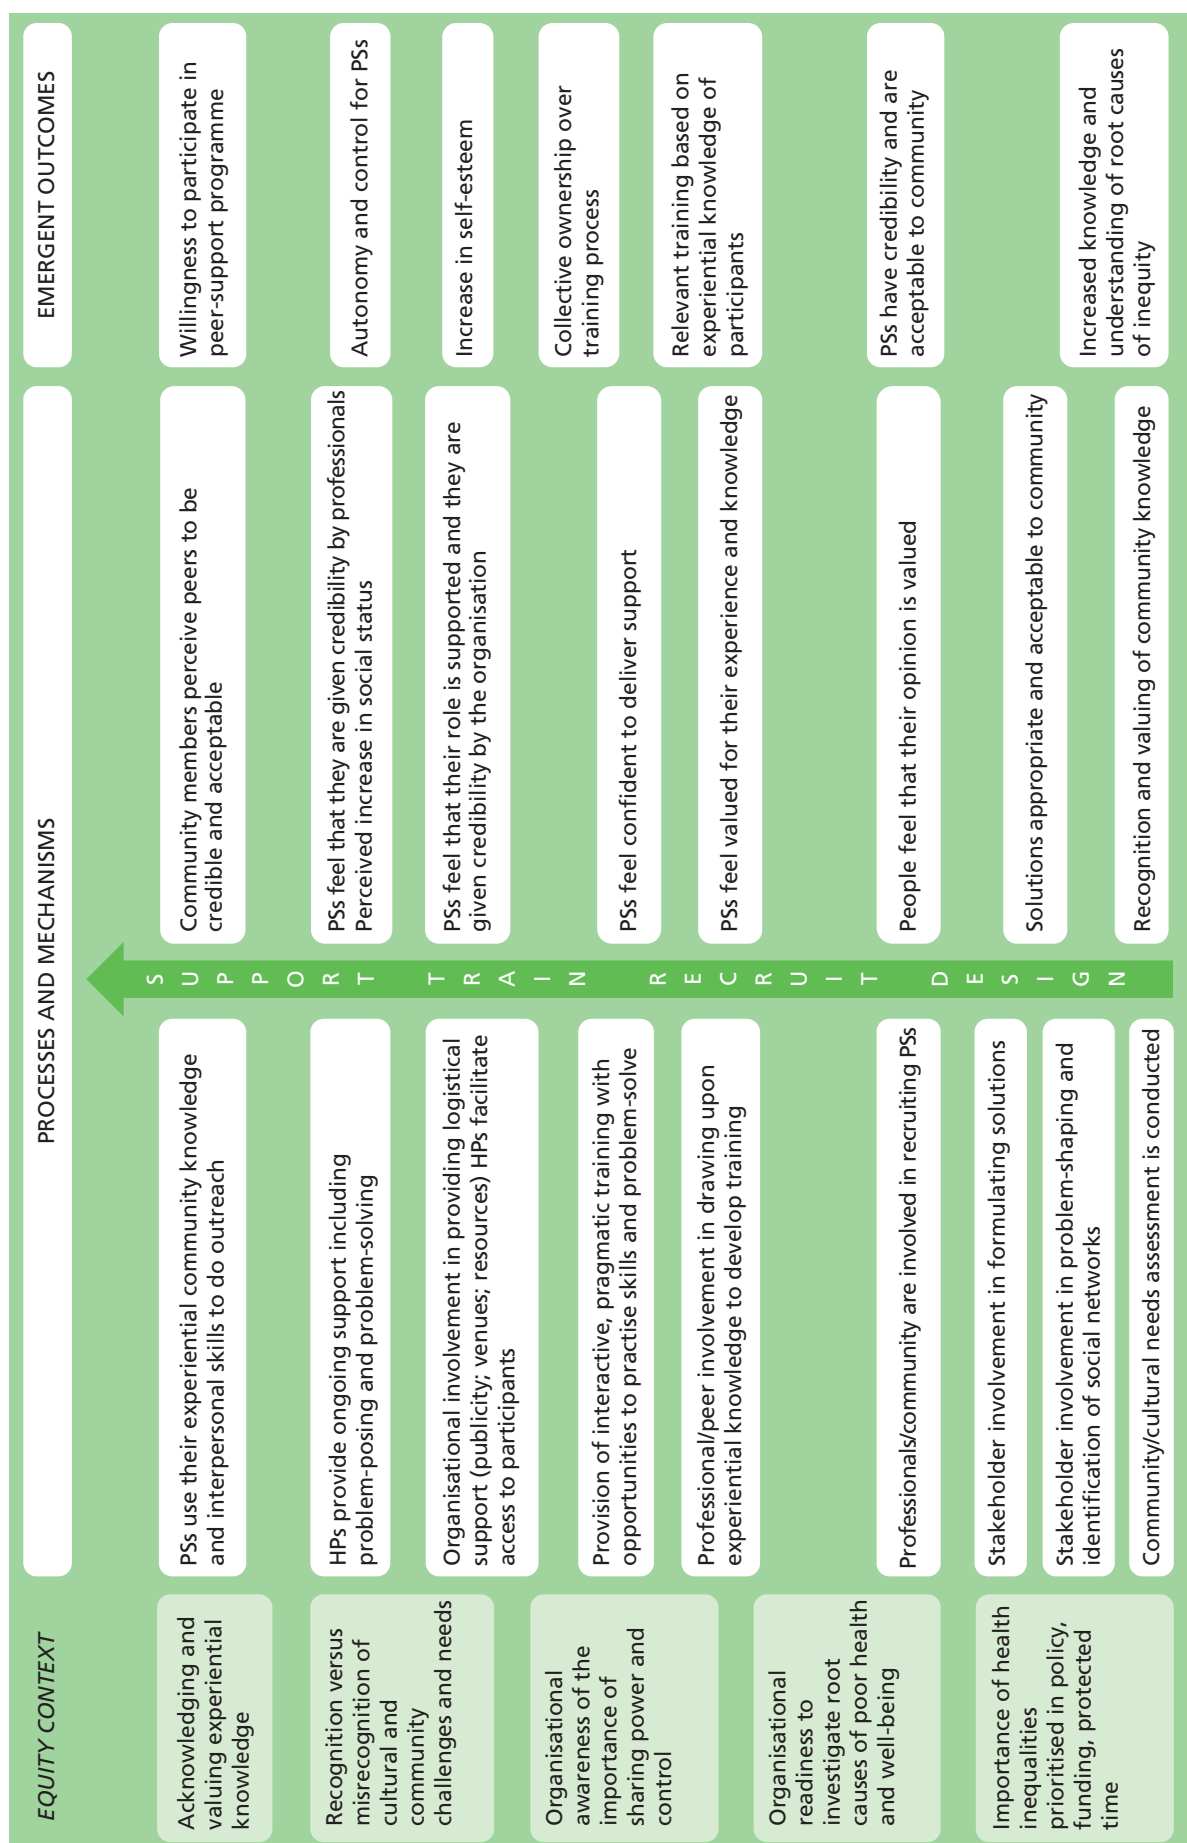 EQUITY CONTEXT
Acknowledging and
valuing experiential
knowledge
Recognition versus
misrecognition of
cultural and
community
challenges and needs
Organisational
awareness of the
importance of
sharing power and
control
Organisational
readiness to
investigate root
causes of poor health
and well-being
Importance of health
inequalities
prioritised in policy,
funding, protected
time
PROCESSES AND MECHANISMS
PSs use their experiential community knowledge
and interpersonal skills to do outreach
HPs provide ongoing support including
problem-posing and problem-solving
Organisational involvement in providing logistical
support (publicity; venues; resources) HPs facilitate
access to participants
Provision of interactive, pragmatic training with
opportunities to practise skills and problem-solve
Professional/peer involvement in drawing upon
experiential knowledge to develop training
Professionals/community are involved in recruiting PSs
Stakeholder involvement in formulating solutions
Stakeholder involvement in problem-shaping and
identification of social networks
Community/cultural needs assessment is conducted
SUPPORT
TRAIN
RECRUIT
DESIGN
Community members perceive peers to be
credible and acceptable
PSs feel that they are given credibility by professionals
Perceived increase in social status
PSs feel that their role is supported and they are
given credibility by the organisation
PSs feel confident to deliver support
PSs feel valued for their experience and knowledge
People feel that their opinion is valued
Solutions appropriate and acceptable to community
Recognition and valuing of community knowledge
EMERGENT OUTCOMES
Willingness to participate in
peer-support programme
Autonomy and control for PSs
Increase in self-esteem
Collective ownership over
training process
Relevant training based on
experiential knowledge of
participants
PSs have credibility and are
acceptable to community
Increased knowledge and
understanding of root causes
of inequity